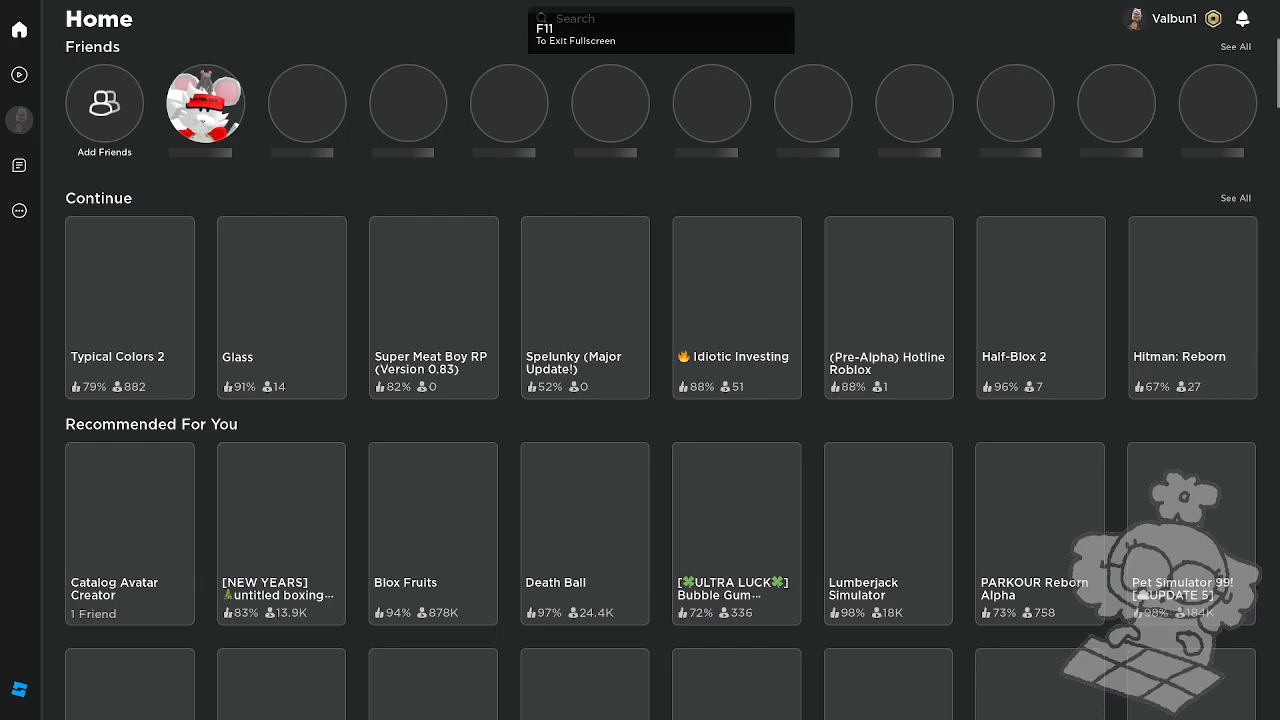 Home
Search
F11
To Exit Fullscreen
Valbun1
Friends
See All
Add Friends
Continue
See All
Typical Colors 2
79% 882
Glass
91% 14
Super Meat Boy RP
(Version 0.83)
82% 0
Spelunky (Major
Update!)
52% 0
🔥 Idiotic Investing
88% 51
(Pre-Alpha) Hotline
Roblox
88% 1
Half-Blox 2
96% 7
Hitman: Reborn
67% 27
Recommended For You
Catalog Avatar
Creator
1 Friend
[NEW YEARS]
🎄untitled boxing...
83% 13.9K
Blox Fruits
94% 878K
Death Ball
97% 24.4K
[🍀ULTRA LUCK🍀]
Bubble Gum...
72% 336
Lumberjack
Simulator
98% 18K
PARKOUR Reborn
Alpha
73% 758
Pet Simulator 99!
UPDATE 5]
98% 184K